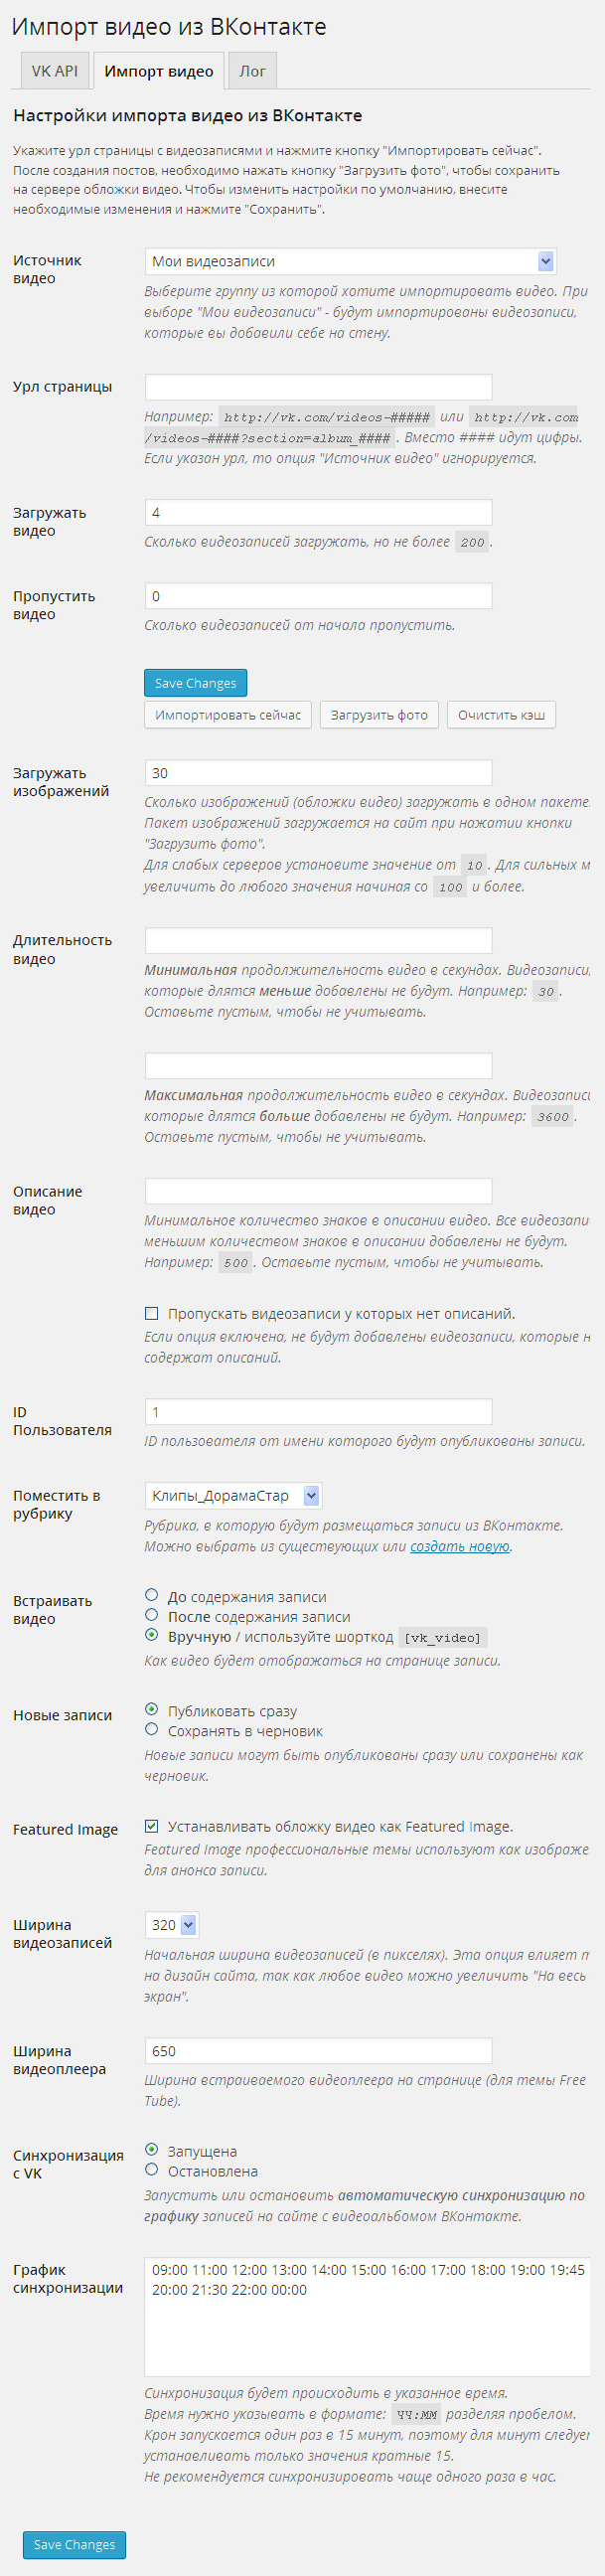 Импорт видео из ВКонтакте
VK API
Импорт видео
Лог
Настройки импорта видео из ВКонтакте
Укажите урл страницы с видеозаписями и нажмите кнопку "Импортировать сейчас".
После создания постов, необходимо нажать кнопку "Загрузить фото", чтобы сохранить
на сервере обложки видео. Чтобы изменить настройки по умолчанию, внесите
необходимые изменения и нажмите "Сохранить".
Источник
видео
Мои видеозаписи
Выберите группу из которой хотите импортировать видео. При
выборе "Мои видеозаписи" - будут импортированы видеозаписи,
которые вы добавили себе на стену.
Урл страницы
Например: http://vk.com/videos-##### или http://vk.com
/videos-####?section=album_####. Вместо #### идут цифры.
Если указан урл, то опция "Источник видео" игнорируется.
Загружать
видео
4
Сколько видеозаписей загружать, но не более 200.
Пропустить
видео
0
Сколько видеозаписей от начала пропустить.
Save Changes
Импортировать сейчас
Загрузить фото
Очистить кэш
Загружать
изображений
30
Сколько изображений (обложки видео) загружать в одном пакете
Пакет изображений загружается на сайт при нажатии кнопки
"Загрузить фото".
Для слабых серверов установите значение от 10. Для сильных м
увеличить до любого значения начиная со 100 и более.
Длительность
видео
Минимальная продолжительность видео в секундах. Видеозаписи,
которые длятся меньше добавлены не будут. Например: 30.
Оставьте пустым, чтобы не учитывать.
Максимальная продолжительность видео в секундах. Видеозаписи
которые длятся больше добавлены не будут. Например: 3600.
Оставьте пустым, чтобы не учитывать.
Описание
видео
Минимальное количество знаков в описании видео. Все видеозапи
меньшим количеством знаков в описании добавлены не будут.
Например: 500. Оставьте пустым, чтобы не учитывать.
Пропускать видеозаписи у которых нет описаний.
Если опция включена, не будут добавлены видеозаписи, которые н
содержат описаний.
ID
Пользователя
1
ID пользователя от имени которого будут опубликованы записи.
Поместить в
рубрику
Клипы_ДорамаСтар
Рубрика, в которую будут размещаться записи из ВКонтакте.
Можно выбрать из существующих или создать новую.
Встраивать
видео
До содержания записи
После содержания записи
Вручную / используйте шорткод [vk_video]
Как видео будет отображаться на странице записи.
Новые записи
Публиковать сразу
Сохранять в черновик
Новые записи могут быть опубликованы сразу или сохранены как
черновик.
Featured Image
Устанавливать обложку видео как Featured Image.
Featured Image профессиональные темы используют как изображе
для анонса записи.
Ширина
видеозаписей
320
Начальная ширина видеозаписей (в пикселях). Эта опция влияет т
на дизайн сайта, так как любое видео можно увеличить "На весь
экран".
Ширина
видеоплеера
650
Ширина встраиваемого видеоплеера на странице (для темы Free
Tube).
Синхронизация
с VK
Запущена
Остановлена
Запустить или остановить автоматическую синхронизацию по
графику записей на сайте с видеоальбомом ВКонтакте.
График
синхронизации
09:00 11:00 12:00 13:00 14:00 15:00 16:00 17:00 18:00 19:00 19:45
20:00 21:30 22:00 00:00
Синхронизация будет происходить в указанное время.
Время нужно указывать в формате: ЧЧ:ММ разделяя пробелом.
Крон запускается один раз в 15 минут, поэтому для минут следует
устанавливать только значения кратные 15.
Не рекомендуется синхронизировать чаще одного раза в час.
Save Changes